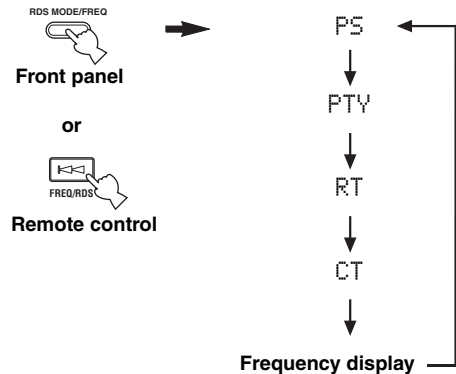 RDS MODE/FREQ
Front panel
or
FREQ/RDS
Remote control
PS
PTY
RT
CT
Frequency display